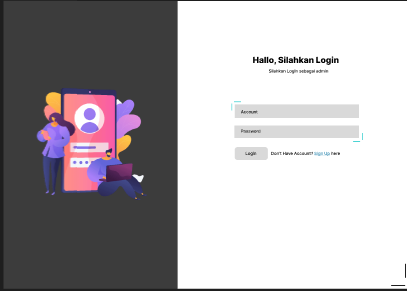 Hallo, Silahkan Login
Silahkan Login sebagai admin
Account
Password
Login
Don't Have Account? Sign Up here